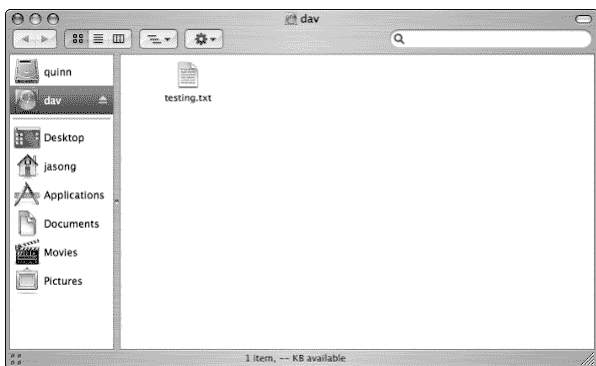 dav
quinn
dav
Desktop
jasong
Applications
Documents
Movies
Pictures
testing.txt
1 item, -- KB available